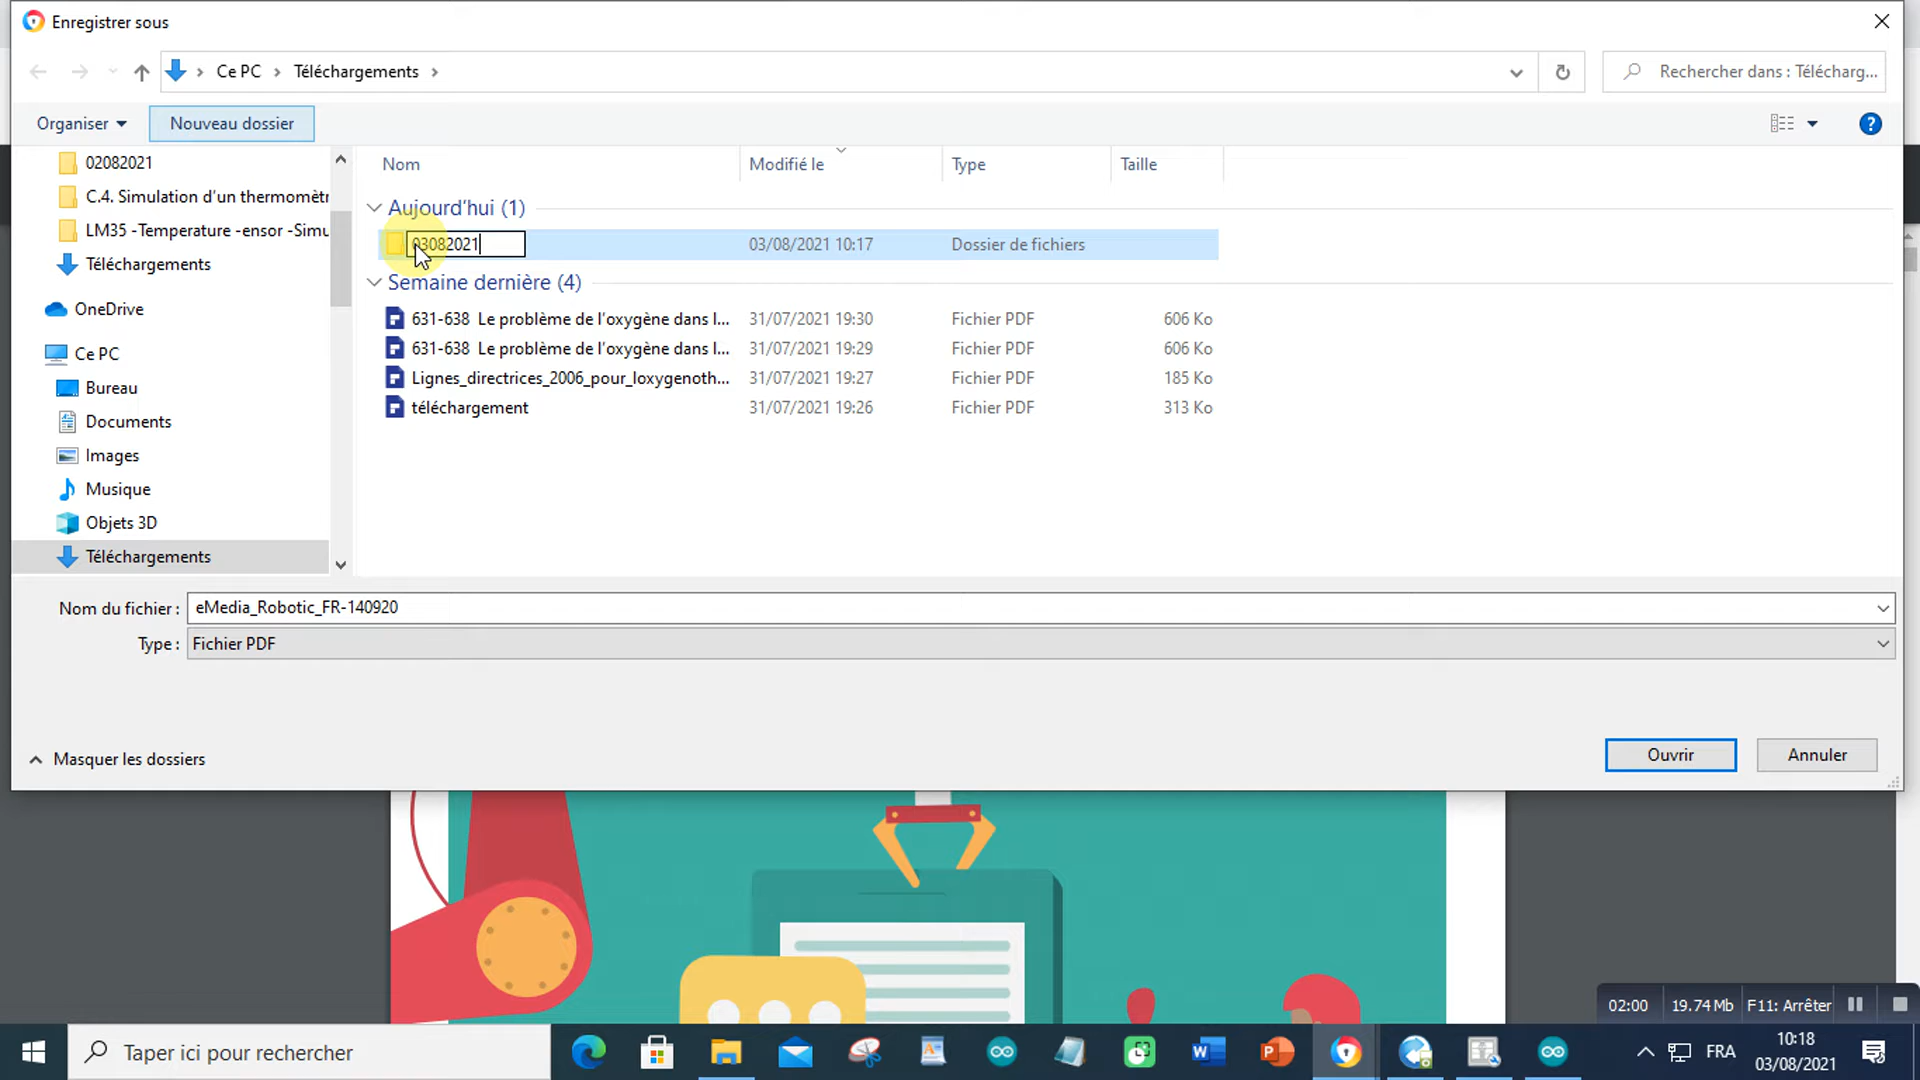 Enregistrer sous
Ce PC > Téléchargements >
Rechercher dans : Télécharg...
Organiser
Nouveau dossier
?
02082021
C.4. Simulation d'un thermomètr
LM35 -Temperature -ensor -Simu
Téléchargements
OneDrive
Ce PC
Bureau
Documents
Images
Musique
Objets 3D
Téléchargements
Nom Modifié le Type Taille
Aujourd'hui (1)
03082021 03/08/2021 10:17 Dossier de fichiers
Semaine dernière (4)
631-638 Le problème de l'oxygène dans l... 31/07/2021 19:30 Fichier PDF 606 Ko
631-638 Le problème de l'oxygène dans l... 31/07/2021 19:29 Fichier PDF 606 Ko
Lignes_directrices_2006_pour_loxygenoth... 31/07/2021 19:27 Fichier PDF 185 Ko
téléchargement 31/07/2021 19:26 Fichier PDF 313 Ko
Nom du fichier : eMedia_Robotic_FR-140920
Type : Fichier PDF
Masquer les dossiers
Ouvrir
Annuler
02:00 19.74 Mb F11: Arrêter
Taper ici pour rechercher
W
P
FRA
10:18
03/08/2021